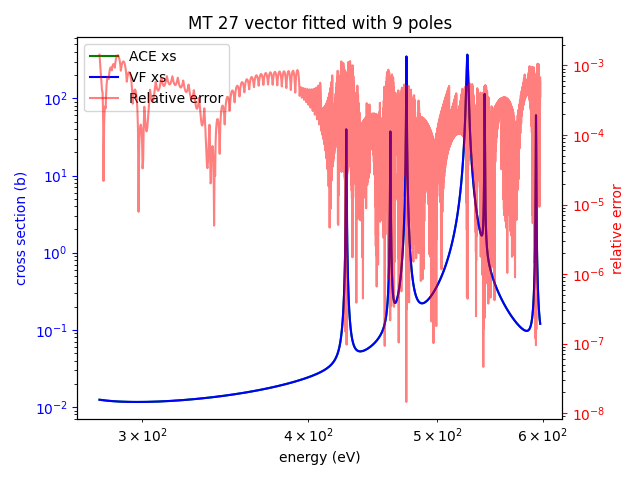 MT 27 vector fitted with 9 poles
ACE xs
VF xs
Relative error
cross section (b)
10²
10¹
10⁰
10⁻¹
10⁻²
relative error
10⁻³
10⁻⁴
10⁻⁵
10⁻⁶
10⁻⁷
10⁻⁸
3 × 10² 4 × 10² 5 × 10² 6 × 10²
energy (eV)